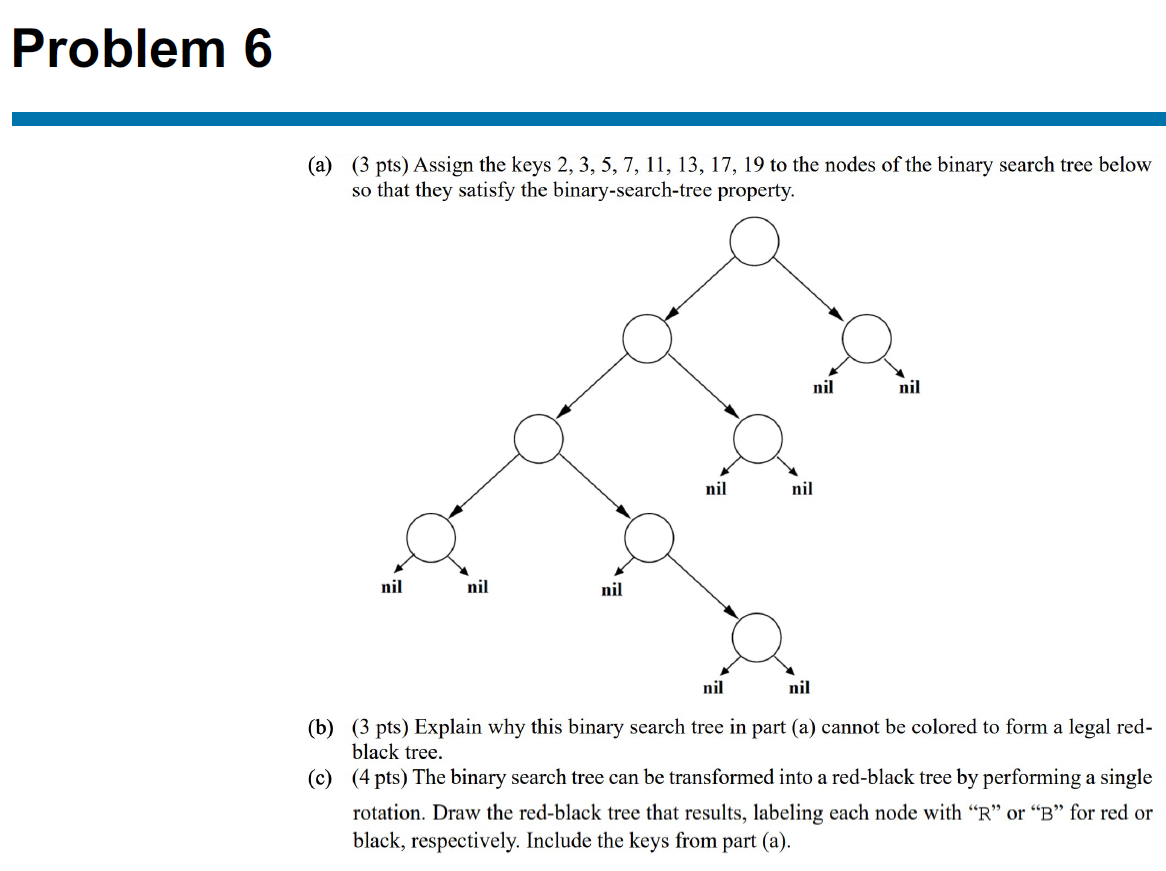 Problem 6
(a) (3 pts) Assign the keys 2, 3, 5, 7, 11, 13, 17, 19 to the nodes of the binary search tree below
so that they satisfy the binary-search-tree property.
nil nil
nil nil
nil nil nil
nil nil
(b) (3 pts) Explain why this binary search tree in part (a) cannot be colored to form a legal red-
black tree.
(c) (4 pts) The binary search tree can be transformed into a red-black tree by performing a single
rotation. Draw the red-black tree that results, labeling each node with “R” or “B” for red or
black, respectively. Include the keys from part (a).